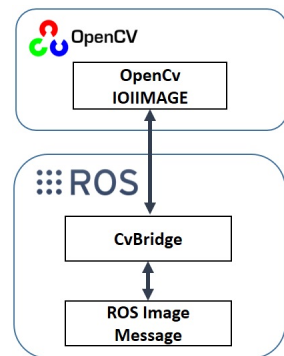 OpenCV
OpenCv
IOIIMAGE
ROS
CvBridge
ROS Image
Message